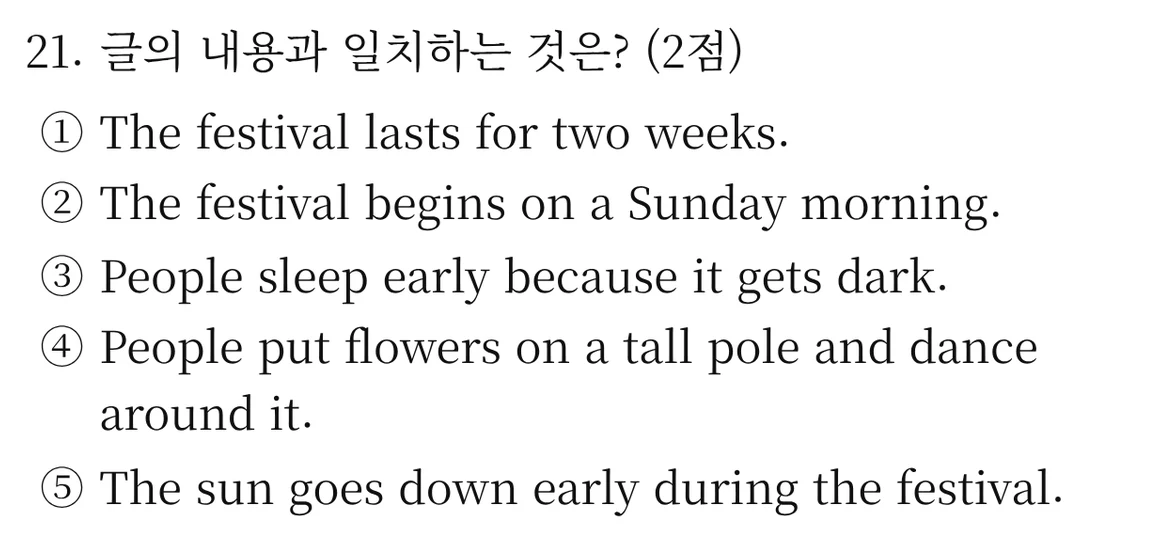 21. 글의 내용과 일치하는 것은? (2점)
① The festival lasts for two weeks.
② The festival begins on a Sunday morning.
③ People sleep early because it gets dark.
④ People put flowers on a tall pole and dance
around it.
⑤ The sun goes down early during the festival.